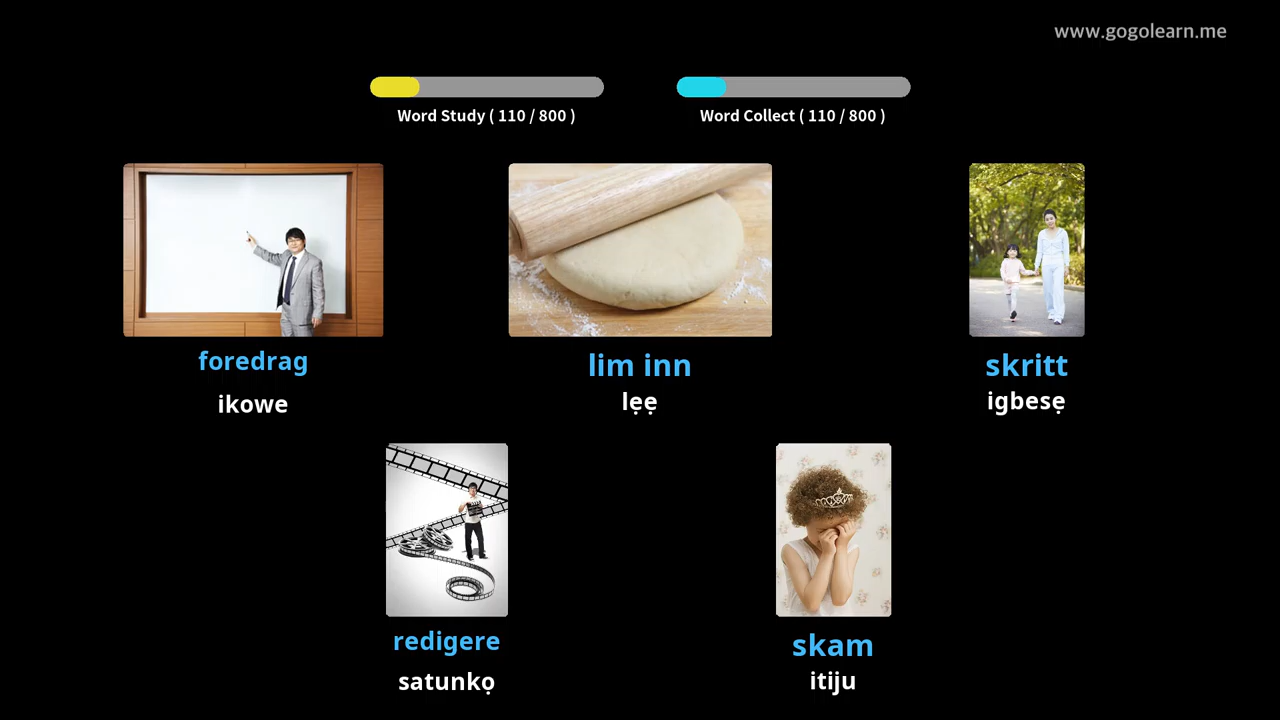 www.gogolearn.me
Word Study ( 110 / 800 )
Word Collect ( 110 / 800 )
foredrag
ikowe
lim inn
lẹẹ
skritt
igbesẹ
redigere
satunkọ
skam
itiju